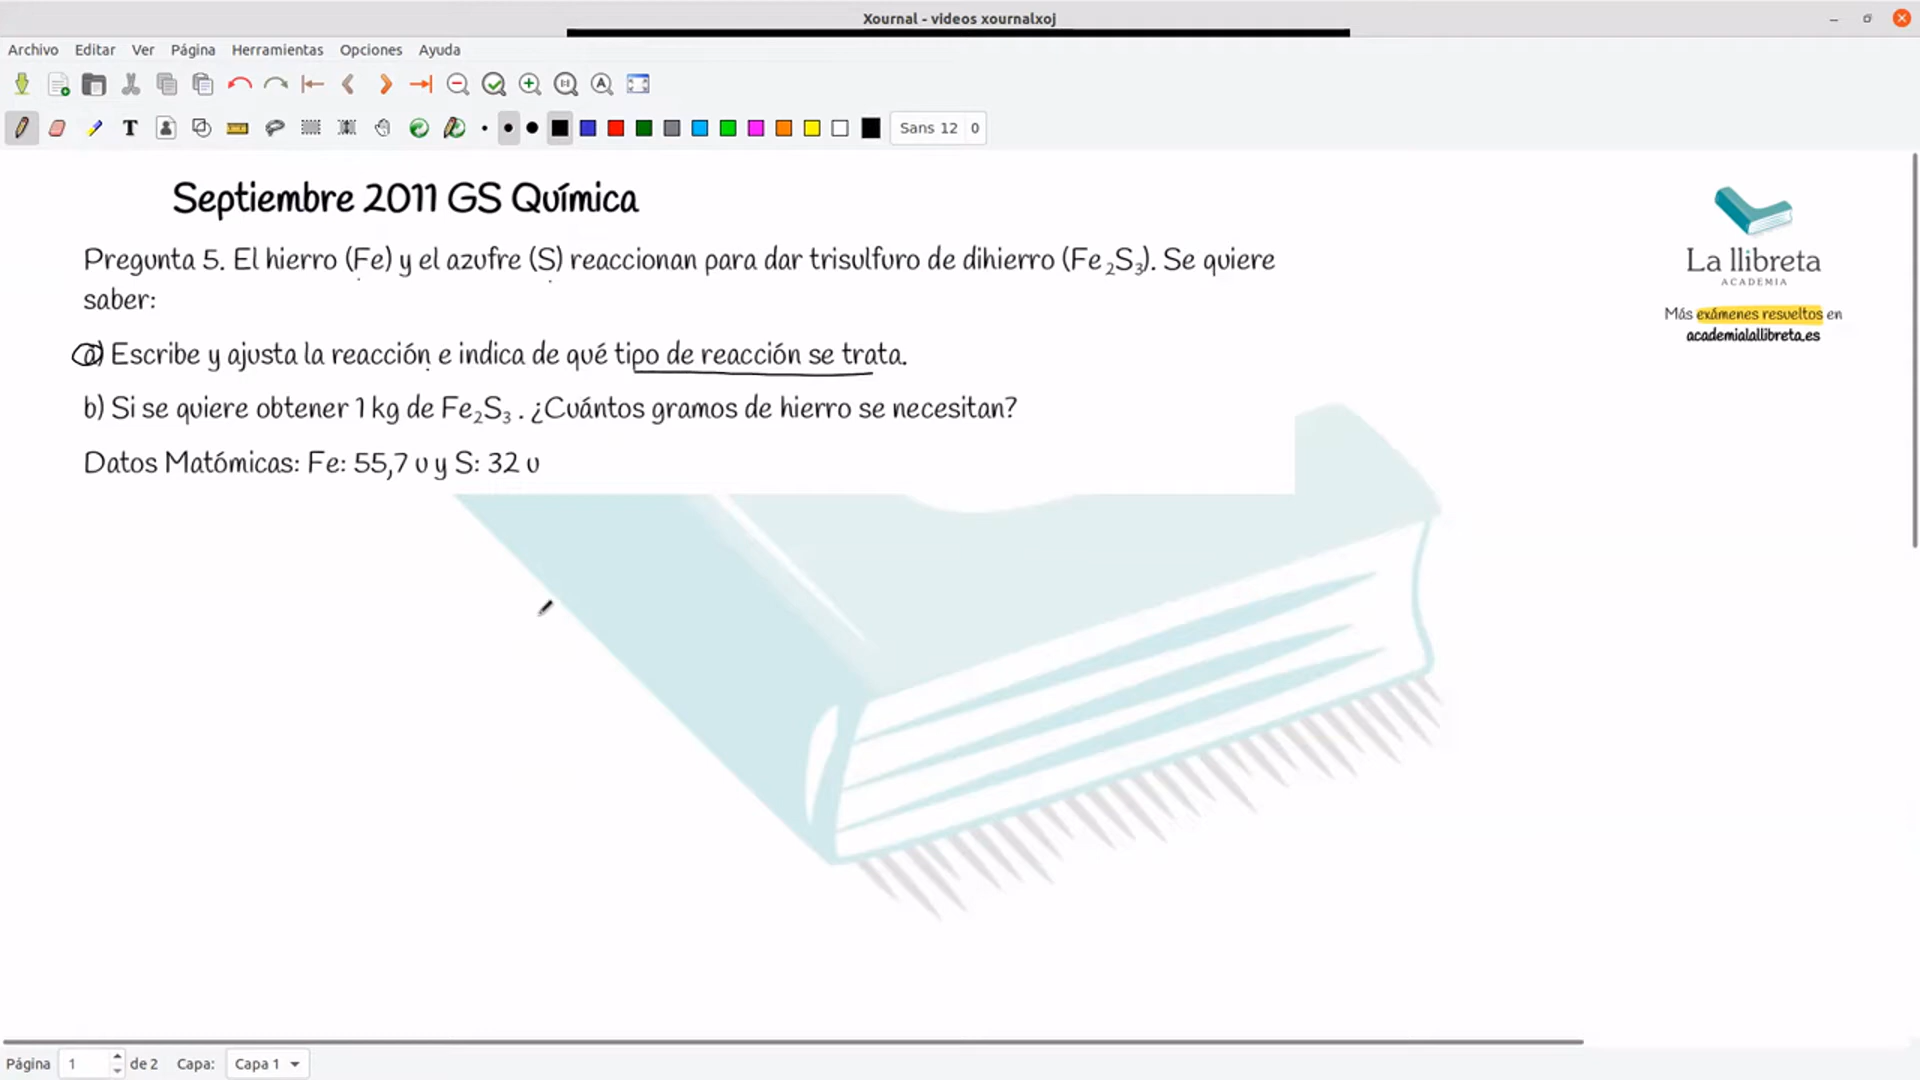 Xournal - videos xournalxoj
Archivo Editar Ver Página Herramientas Opciones Ayuda
Sans 12 0
Septiembre 2011 GS Química
Pregunta 5. El hierro (Fe) y el azufre (S) reaccionan para dar trisulfuro de dihierro (Fe₂S₃). Se quiere
saber:
a) Escribe y ajusta la reacción e indica de qué tipo de reacción se trata.
b) Si se quiere obtener 1 kg de Fe₂S₃ . ¿Cuántos gramos de hierro se necesitan?
Datos Matómicas: Fe: 55,7 u y S: 32 u
La llibreta
ACADEMIA
Más exámenes resueltos en
academialallibreta.es
Página 1 de 2 Capa: Capa 1